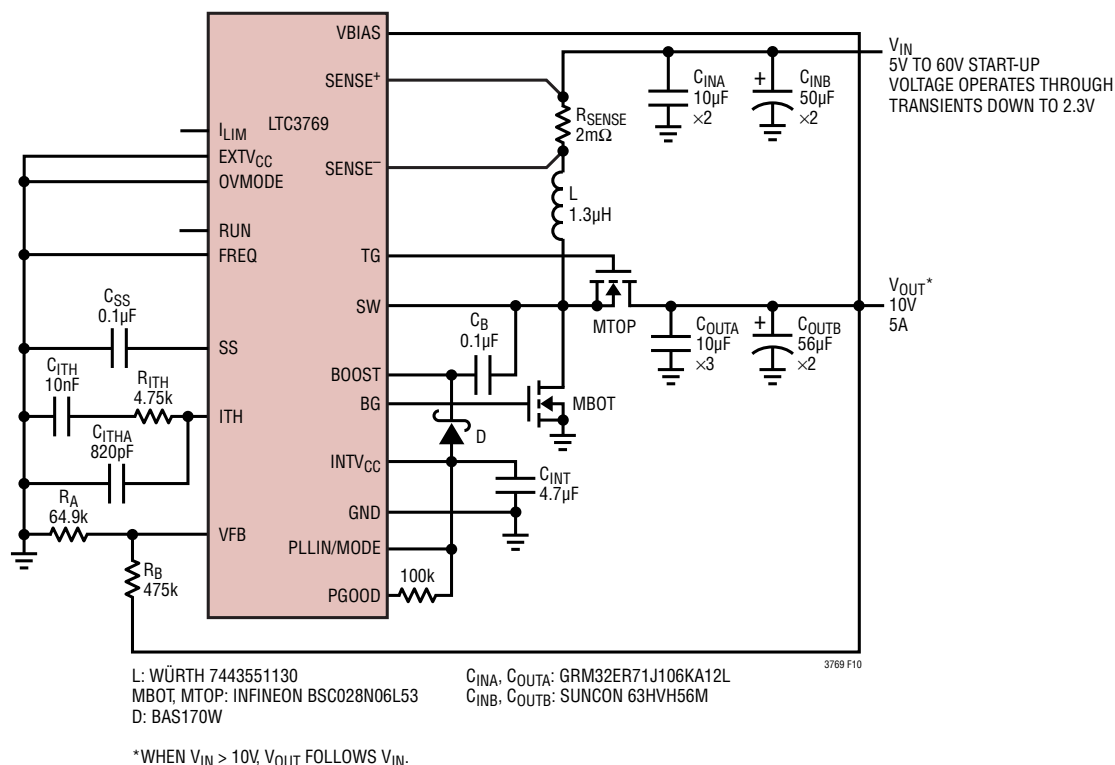 VBIAS
SENSE+
SENSE−
LTC3769
ILIM
EXTVCC
OVMODE
RUN
FREQ
SS
ITH
VFB
TG
SW
BOOST
BG
INTVCC
GND
PLLIN/MODE
PGOOD
CSS
0.1µF
CITH
10nF
RITH
4.75k
CITHA
820pF
RA
64.9k
RB
475k
100k
CB
0.1µF
D
CINT
4.7µF
MBOT
MTOP
L
1.3µH
RSENSE
2mΩ
CINA
10µF
×2
+
CINB
50µF
×2
VIN
5V TO 60V START-UP
VOLTAGE OPERATES THROUGH
TRANSIENTS DOWN TO 2.3V
COUTA
10µF
×3
+
COUTB
56µF
×2
VOUT*
10V
5A
3769 F10
L: WÜRTH 7443551130
MBOT, MTOP: INFINEON BSC028N06L53
D: BAS170W
CINA, COUTA: GRM32ER71J106KA12L
CINB, COUTB: SUNCON 63HVH56M
*WHEN VIN > 10V, VOUT FOLLOWS VIN.